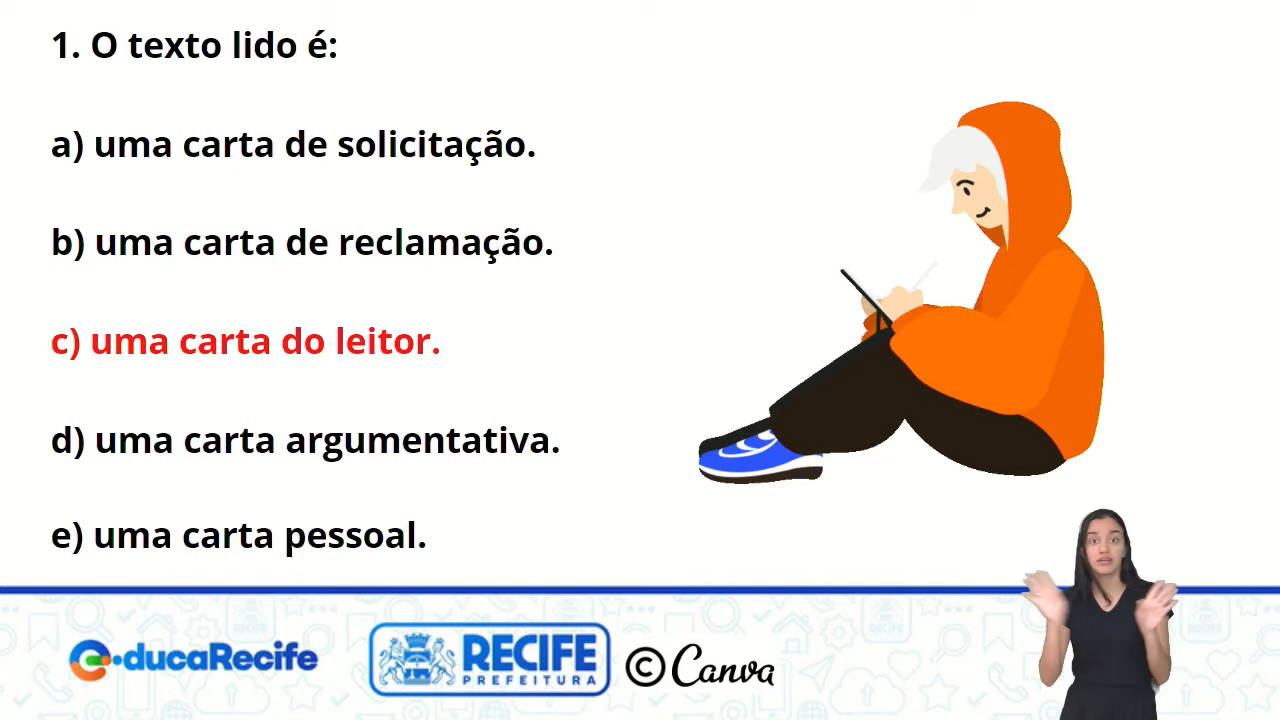 1. O texto lido é:
a) uma carta de solicitação.
b) uma carta de reclamação.
c) uma carta do leitor.
d) uma carta argumentativa.
e) uma carta pessoal.
ducaRecife
RECIFE
PREFEITURA
© Canva